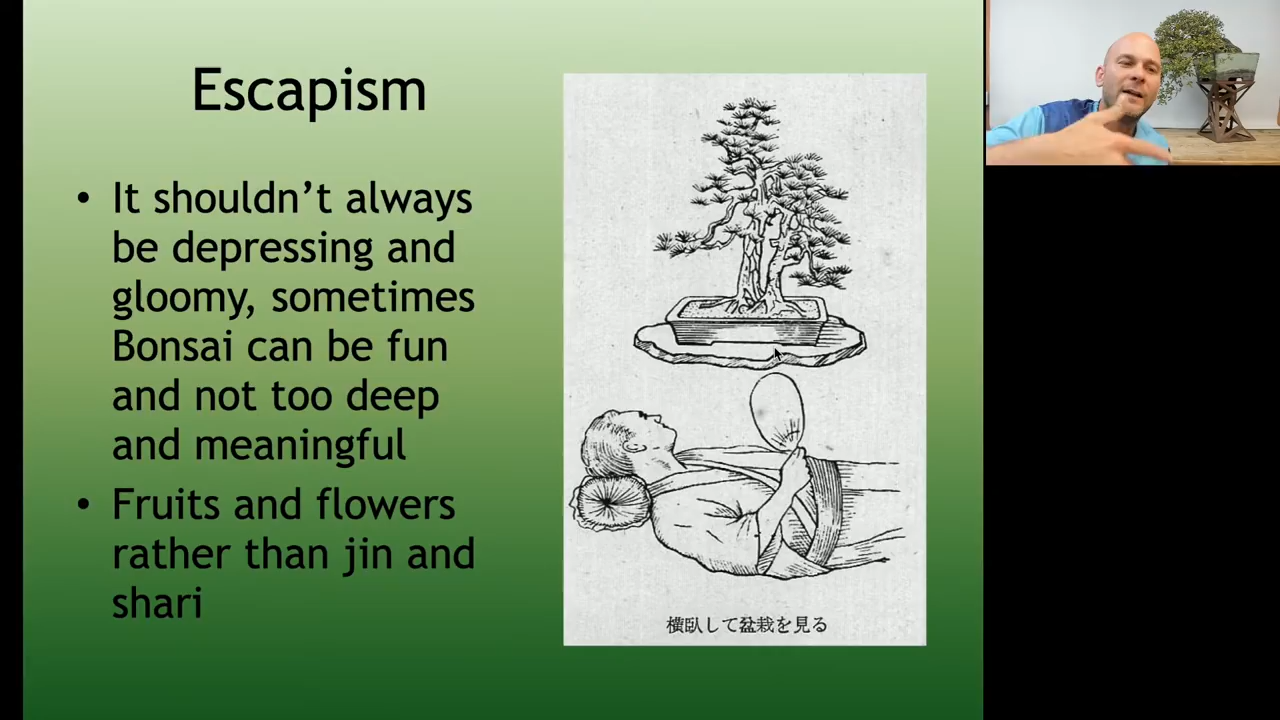 Escapism
• It shouldn't always
be depressing and
gloomy, sometimes
Bonsai can be fun
and not too deep
and meaningful
• Fruits and flowers
rather than jin and
shari
横臥して盆栽を見る